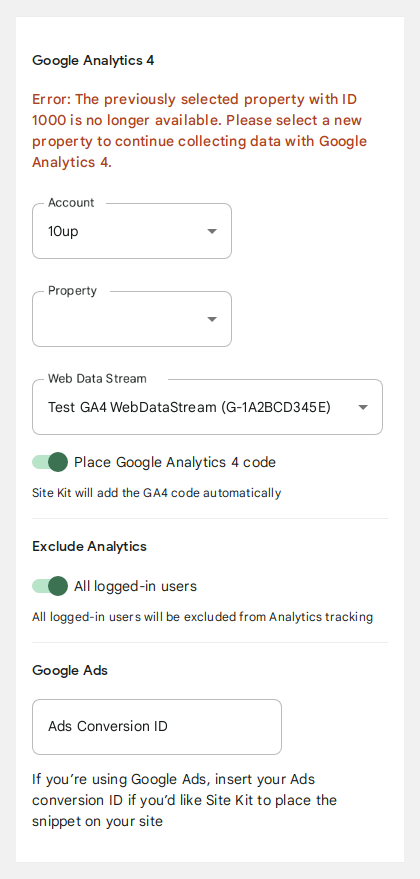 Google Analytics 4
Error: The previously selected property with ID
1000 is no longer available. Please select a new
property to continue collecting data with Google
Analytics 4.
Account
10up
Property
Web Data Stream
Test GA4 WebDataStream (G-1A2BCD345E)
Place Google Analytics 4 code
Site Kit will add the GA4 code automatically
Exclude Analytics
All logged-in users
All logged-in users will be excluded from Analytics tracking
Google Ads
Ads Conversion ID
If you’re using Google Ads, insert your Ads
conversion ID if you’d like Site Kit to place the
snippet on your site